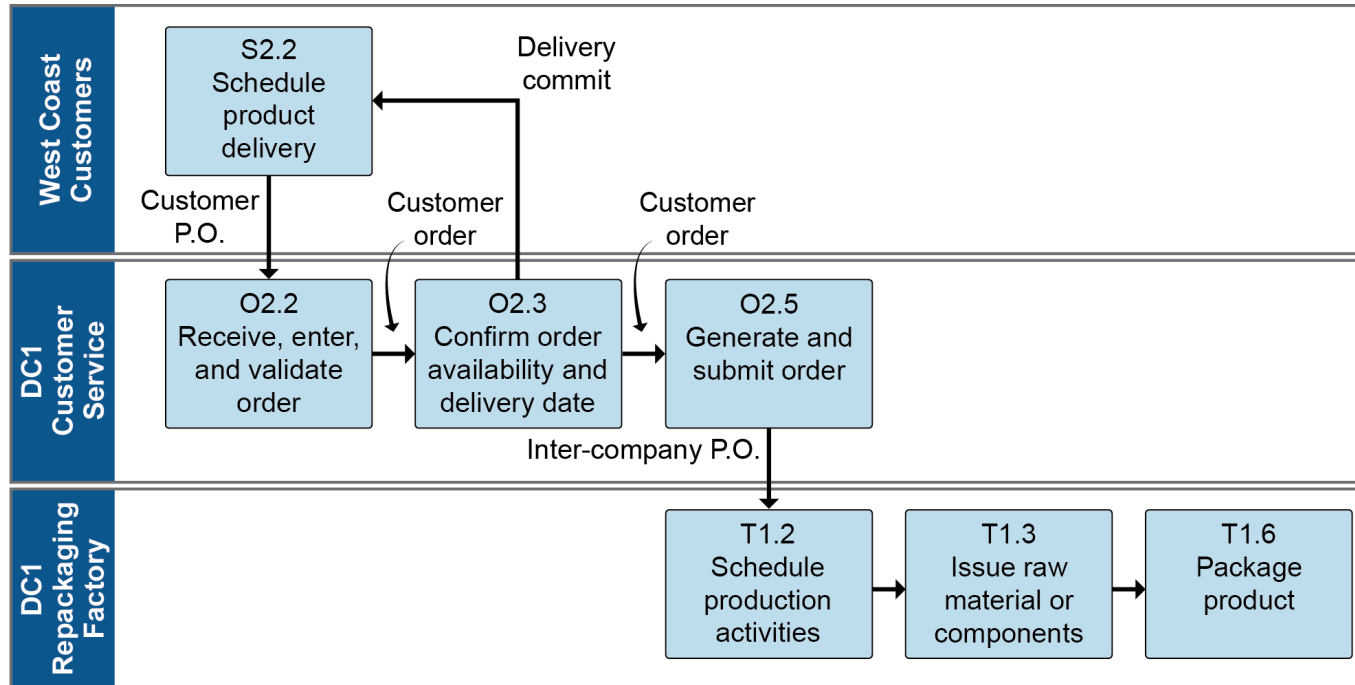 West Coast
Customers
S2.2
Schedule
product
delivery
Delivery
commit
Customer
P.O.
Customer
order
Customer
order
DC1
Customer
Service
O2.2
Receive, enter,
and validate
order
O2.3
Confirm order
availability and
delivery date
O2.5
Generate and
submit order
Inter-company P.O.
DC1
Repackaging
Factory
T1.2
Schedule
production
activities
T1.3
Issue raw
material or
components
T1.6
Package
product